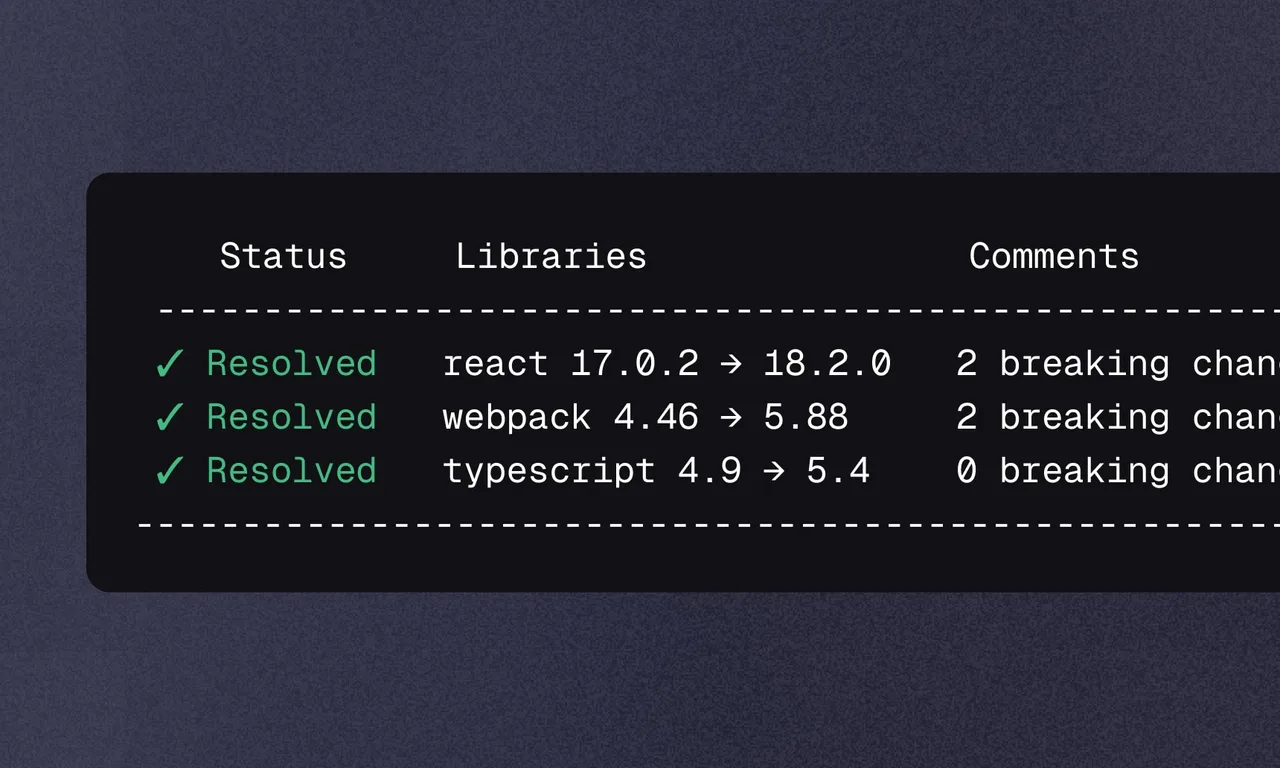 Status Libraries Comments
---------------------------------------------------
✓ Resolved react 17.0.2 → 18.2.0 2 breaking
✓ Resolved webpack 4.46 → 5.88 2 breaking
✓ Resolved typescript 4.9 → 5.4 0 breaking
---------------------------------------------------